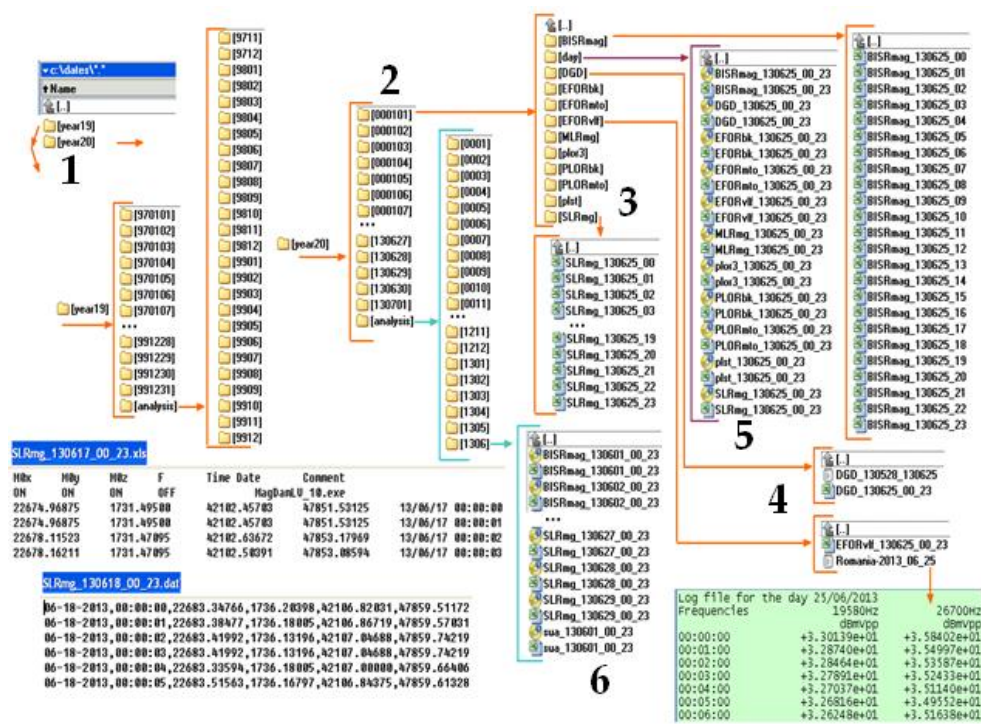 c:\dates\*.*
Name
[..]
[year19]
[year20]
1
[year19]
[970101]
[970102]
[970103]
[970104]
[970105]
[970106]
[970107]
...
[991228]
[991229]
[991230]
[991231]
[analysis]
[9711]
[9712]
[9801]
[9802]
[9803]
[9804]
[9805]
[9806]
[9807]
[9808]
[9809]
[9810]
[9811]
[9812]
[9901]
[9902]
[9903]
[9904]
[9905]
[9906]
[9907]
[9908]
[9909]
[9910]
[9911]
[9912]
[year20]
2
[000101]
[000102]
[000103]
[000104]
[000105]
[000106]
[000107]
...
[130627]
[130628]
[130629]
[130630]
[130701]
[analysis]
[0001]
[0002]
[0003]
[0004]
[0005]
[0006]
[0007]
[0008]
[0009]
[0010]
[0011]
...
[1211]
[1212]
[1301]
[1302]
[1303]
[1304]
[1305]
[1306]
[..]
[BISRmag]
[day]
[DGD]
[EFORbk]
[EFORmto]
[EFORvlf]
[MLRmg]
[plor3]
[PLORbk]
[PLORmto]
[plst]
[SLRmg]
3
[..]
SLRmg_130625_00
SLRmg_130625_01
SLRmg_130625_02
SLRmg_130625_03
...
SLRmg_130625_19
SLRmg_130625_20
SLRmg_130625_21
SLRmg_130625_22
SLRmg_130625_23
[..]
BISRmag_130625_00_23
BISRmag_130625_00_23
DGD_130625_00_23
DGD_130625_00_23
EFORbk_130625_00_23
EFORbk_130625_00_23
EFORmto_130625_00_23
EFORmto_130625_00_23
EFORvlf_130625_00_23
EFORvlf_130625_00_23
MLRmg_130625_00_23
MLRmg_130625_00_23
plor3_130625_00_23
plor3_130625_00_23
PLORbk_130625_00_23
PLORbk_130625_00_23
PLORmto_130625_00_23
PLORmto_130625_00_23
plst_130625_00_23
plst_130625_00_23
SLRmg_130625_00_23
SLRmg_130625_00_23
5
[..]
BISRmag_130625_00
BISRmag_130625_01
BISRmag_130625_02
BISRmag_130625_03
BISRmag_130625_04
BISRmag_130625_05
BISRmag_130625_06
BISRmag_130625_07
BISRmag_130625_08
BISRmag_130625_09
BISRmag_130625_10
BISRmag_130625_11
BISRmag_130625_12
BISRmag_130625_13
BISRmag_130625_14
BISRmag_130625_15
BISRmag_130625_16
BISRmag_130625_17
BISRmag_130625_18
BISRmag_130625_19
BISRmag_130625_20
BISRmag_130625_21
BISRmag_130625_22
BISRmag_130625_23
[..]
BISRmag_130601_00_23
BISRmag_130601_00_23
BISRmag_130602_00_23
BISRmag_130602_00_23
...
SLRmg_130627_00_23
SLRmg_130627_00_23
SLRmg_130628_00_23
SLRmg_130628_00_23
SLRmg_130629_00_23
SLRmg_130629_00_23
sua_130601_00_23
sua_130601_00_23
6
4
[..]
DGD_130528_130625
DGD_130625_00_23
[..]
EFORvlf_130625_00_23
Romania-2013_06_25
SLRmg_130617_00_23.xls
M0x M0y M0z F Time Date Comment
ON ON ON OFF MagDamLV_10.exe
22674.96875 1731.49500 42102.45703 47851.53125 13/06/17 00:00:00
22674.96875 1731.49500 42102.45703 47851.53125 13/06/17 00:00:01
22678.11523 1731.47095 42102.63672 47853.17969 13/06/17 00:00:02
22678.16211 1731.47095 42102.50391 47853.08594 13/06/17 00:00:03
SLRmg_130618_00_23.dat
06-18-2013,00:00:00,22683.34766,1736.20398,42106.82031,47859.51172
06-18-2013,00:00:01,22683.38477,1736.18005,42106.86719,47859.57031
06-18-2013,00:00:02,22683.41992,1736.13196,42107.04688,47859.74219
06-18-2013,00:00:03,22683.41992,1736.13196,42107.04688,47859.74219
06-18-2013,00:00:04,22683.33594,1736.18005,42107.00000,47859.66406
06-18-2013,00:00:05,22683.51563,1736.16797,42106.84375,47859.61328
Log file for the day 25/06/2013
Frequencies 19580Hz 26700Hz
dBmvpp dBmvpp
00:00:00 +3.30139e+01 +3.58402e+01
00:01:00 +3.28740e+01 +3.54997e+01
00:02:00 +3.28464e+01 +3.53587e+01
00:03:00 +3.27891e+01 +3.52433e+01
00:04:00 +3.27037e+01 +3.51140e+01
00:05:00 +3.26816e+01 +3.49552e+01
00:06:00 +3.26248e+01 +3.51638e+01